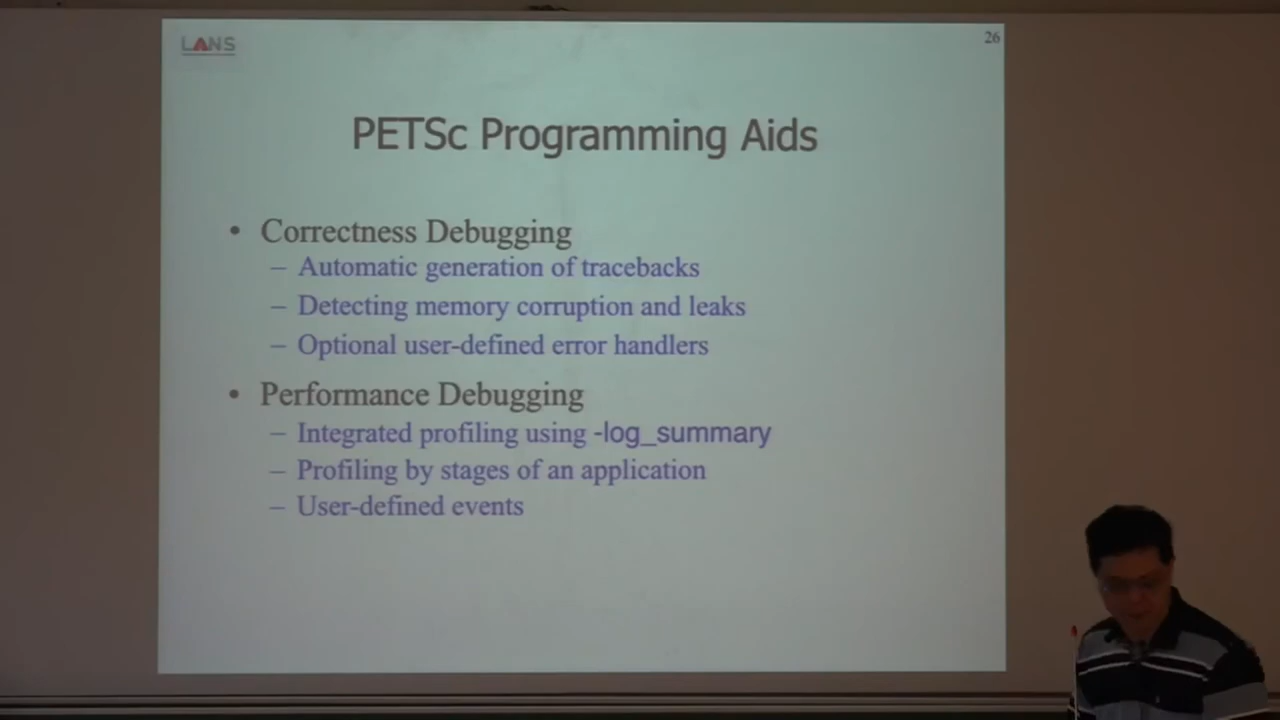 LANS
26
PETSc Programming Aids
• Correctness Debugging
– Automatic generation of tracebacks
– Detecting memory corruption and leaks
– Optional user-defined error handlers
• Performance Debugging
– Integrated profiling using -log_summary
– Profiling by stages of an application
– User-defined events